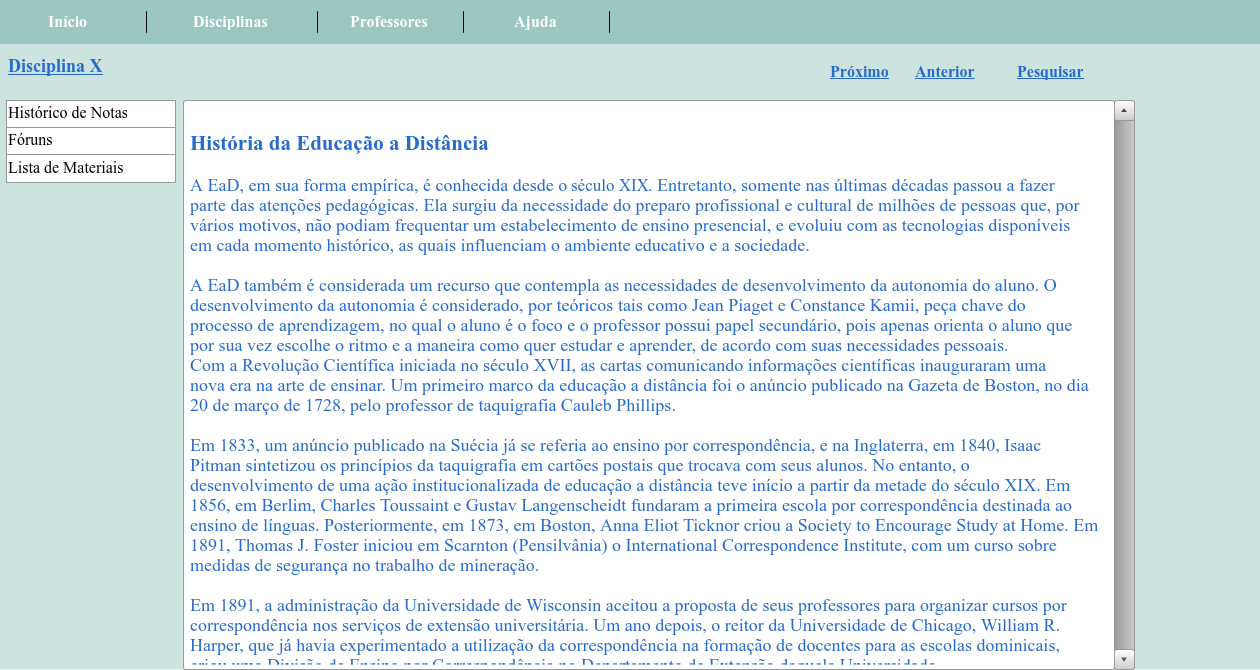 Início
Disciplinas
Professores
Ajuda
Disciplina X
Próximo
Anterior
Pesquisar
Histórico de Notas
Fóruns
Lista de Materiais
História da Educação a Distância
A EaD, em sua forma empírica, é conhecida desde o século XIX. Entretanto, somente nas últimas décadas passou a fazer
parte das atenções pedagógicas. Ela surgiu da necessidade do preparo profissional e cultural de milhões de pessoas que, por
vários motivos, não podiam frequentar um estabelecimento de ensino presencial, e evoluiu com as tecnologias disponíveis
em cada momento histórico, as quais influenciam o ambiente educativo e a sociedade.
A EaD também é considerada um recurso que contempla as necessidades de desenvolvimento da autonomia do aluno. O
desenvolvimento da autonomia é considerado, por teóricos tais como Jean Piaget e Constance Kamii, peça chave do
processo de aprendizagem, no qual o aluno é o foco e o professor possui papel secundário, pois apenas orienta o aluno que
por sua vez escolhe o ritmo e a maneira como quer estudar e aprender, de acordo com suas necessidades pessoais.
Com a Revolução Científica iniciada no século XVII, as cartas comunicando informações científicas inauguraram uma
nova era na arte de ensinar. Um primeiro marco da educação a distância foi o anúncio publicado na Gazeta de Boston, no dia
20 de março de 1728, pelo professor de taquigrafia Cauleb Phillips.
Em 1833, um anúncio publicado na Suécia já se referia ao ensino por correspondência, e na Inglaterra, em 1840, Isaac
Pitman sintetizou os princípios da taquigrafia em cartões postais que trocava com seus alunos. No entanto, o
desenvolvimento de uma ação institucionalizada de educação a distância teve início a partir da metade do século XIX. Em
1856, em Berlim, Charles Toussaint e Gustav Langenscheidt fundaram a primeira escola por correspondência destinada ao
ensino de línguas. Posteriormente, em 1873, em Boston, Anna Eliot Ticknor criou a Society to Encourage Study at Home. Em
1891, Thomas J. Foster iniciou em Scarnton (Pensilvânia) o International Correspondence Institute, com um curso sobre
medidas de segurança no trabalho de mineração.
Em 1891, a administração da Universidade de Wisconsin aceitou a proposta de seus professores para organizar cursos por
correspondência nos serviços de extensão universitária. Um ano depois, o reitor da Universidade de Chicago, William R.
Harper, que já havia experimentado a utilização da correspondência na formação de docentes para as escolas dominicais,
criou uma Divisão de Ensino por Correspondência no Departamento de Extensão daquela Universidade.